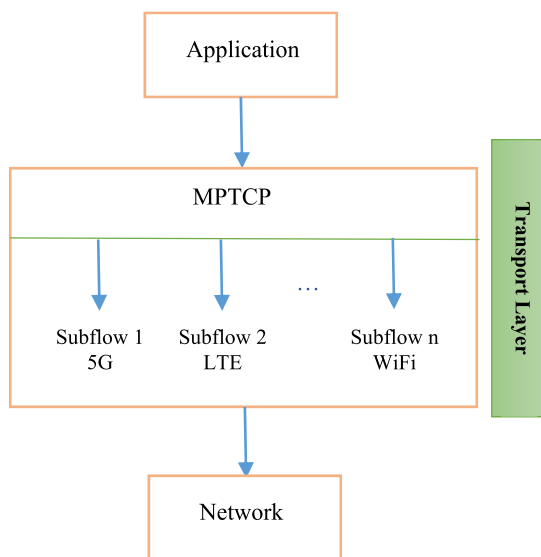 Application
MPTCP
...
Subflow 1
5G
Subflow 2
LTE
Subflow n
WiFi
Transport Layer
Network